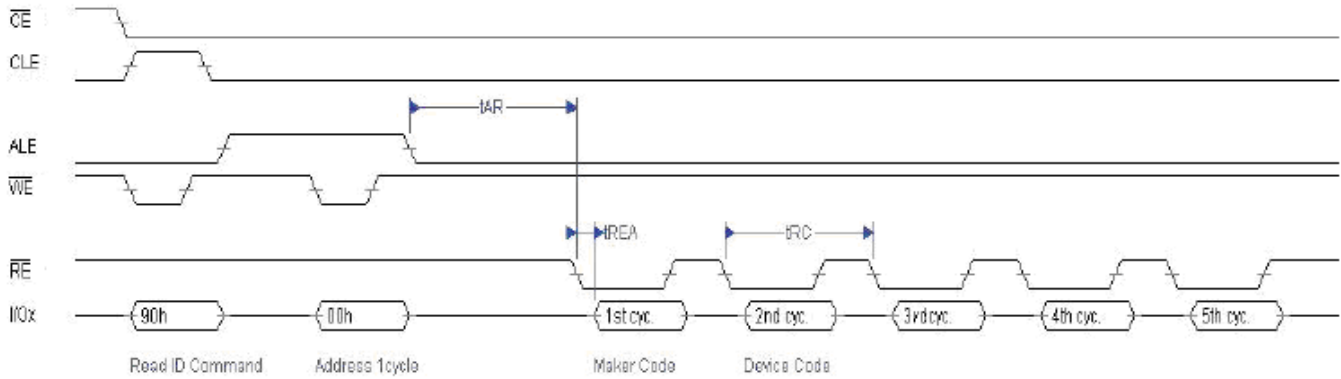 CE
CLE
tAR
ALE
WE
tREA
tRC
RE
I/Ox
90h
00h
1st cyc.
2nd cyc.
3rd cyc.
4th cyc.
5th cyc.
Read ID Command
Address 1cycle
Maker Code
Device Code